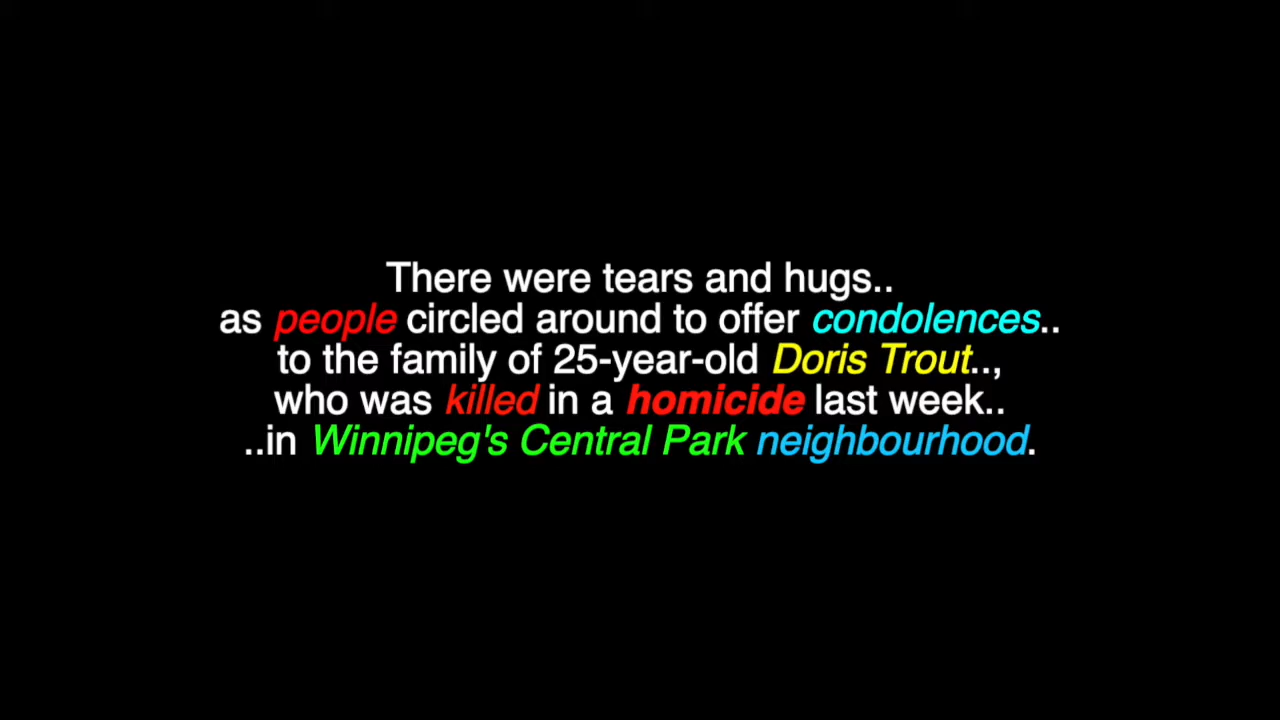 There were tears and hugs..
as people circled around to offer condolences..
to the family of 25-year-old Doris Trout..,
who was killed in a homicide last week..
..in Winnipeg's Central Park neighbourhood.